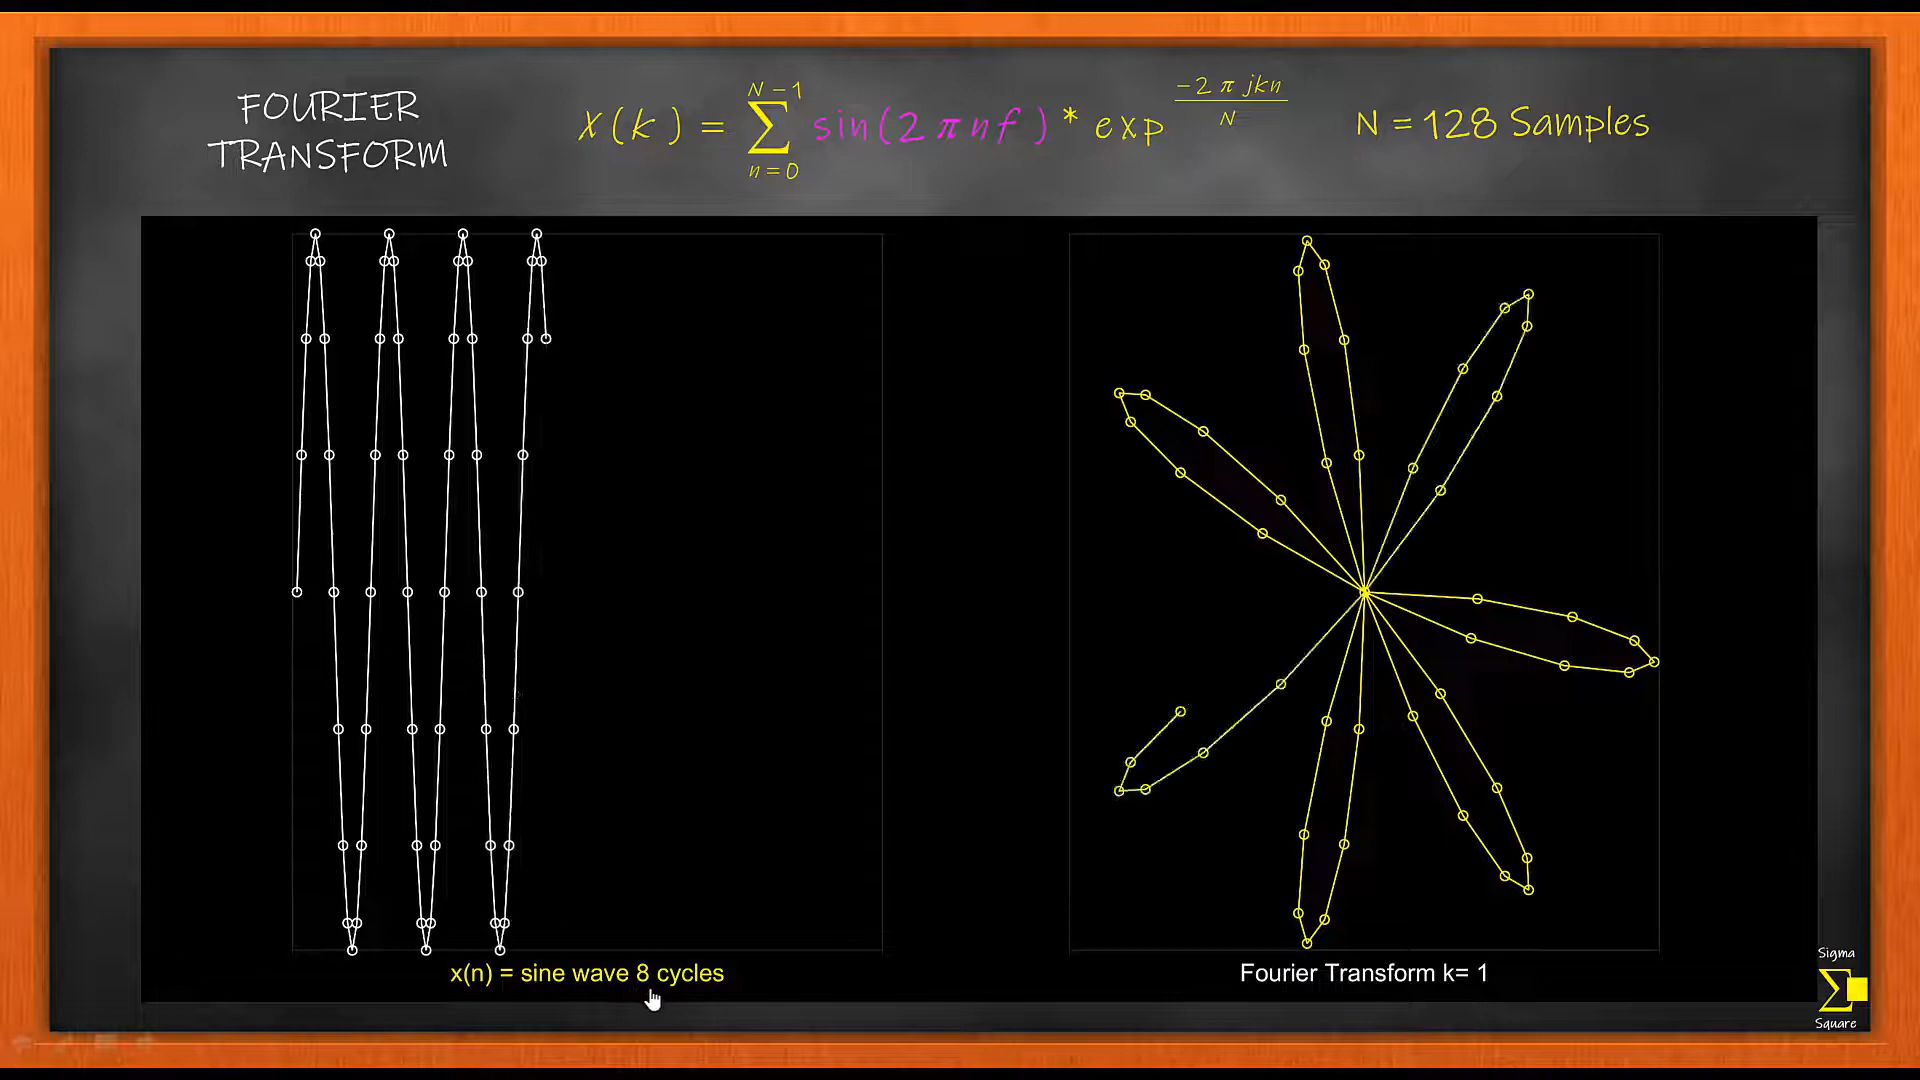 FOURIER
TRANSFORM
X(k) = ∑ sin(2πnf) * exp
N-1
n=0
-2πjkn
N
N = 128 Samples
x(n) = sine wave 8 cycles
Fourier Transform k= 1
Sigma
Σ
Square